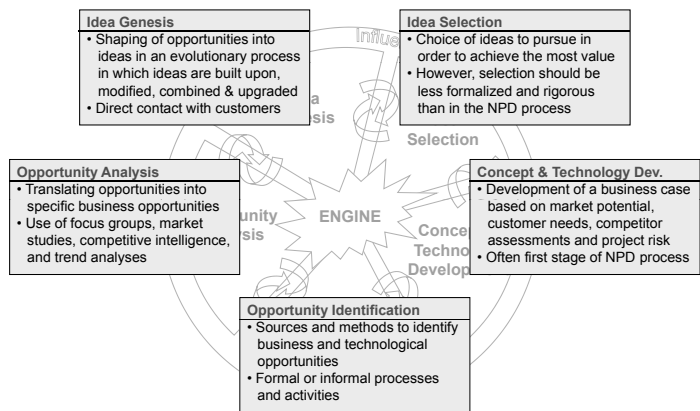 Idea Genesis
• Shaping of opportunities into
ideas in an evolutionary process
in which ideas are built upon,
modified, combined & upgraded
• Direct contact with customers
Idea Selection
• Choice of ideas to pursue in
order to achieve the most value
• However, selection should be
less formalized and rigorous
than in the NPD process
Selection
Opportunity Analysis
• Translating opportunities into
specific business opportunities
• Use of focus groups, market
studies, competitive intelligence,
and trend analyses
ENGINE
Concept & Technology Dev.
• Development of a business case
based on market potential,
customer needs, competitor
assessments and project risk
• Often first stage of NPD process
Opportunity Identification
• Sources and methods to identify
business and technological
opportunities
• Formal or informal processes
and activities